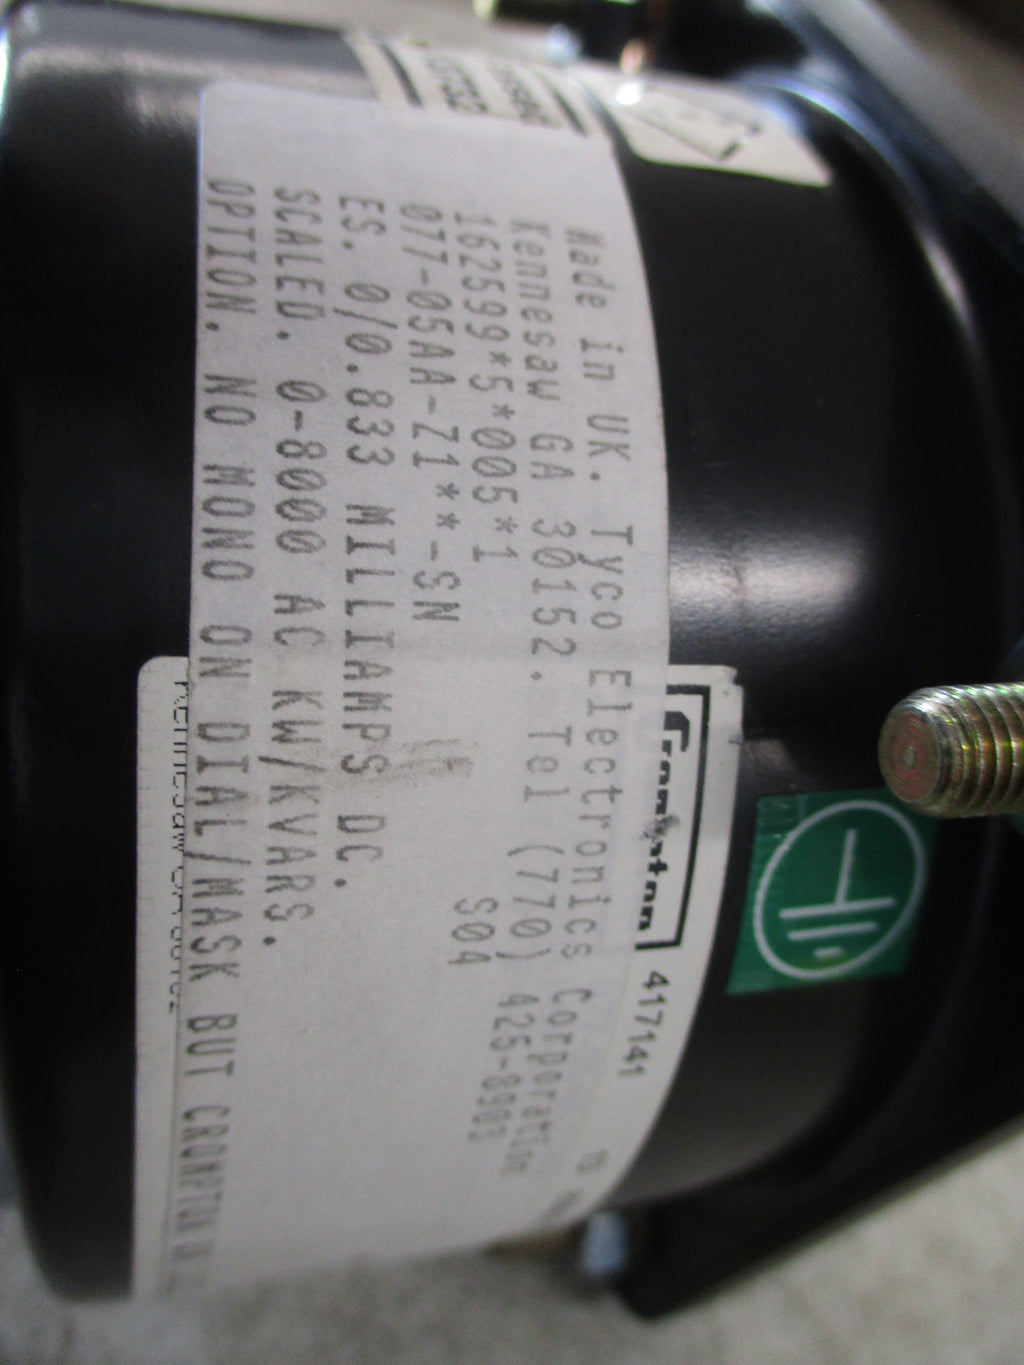 Made in UK. Tyco Electronics Corporation
Kennesaw GA 30152. Tel (770) 425-8903
162599*5*005*1 S04
077-05AA-Z1**-SN
ES. 0/0.833 MILLIAMPS DC.
SCALED. 0-8000 AC KW/KVARS.
OPTION. NO MONO ON DIAL/MASK BUT CROMPTON
Crompton
417141